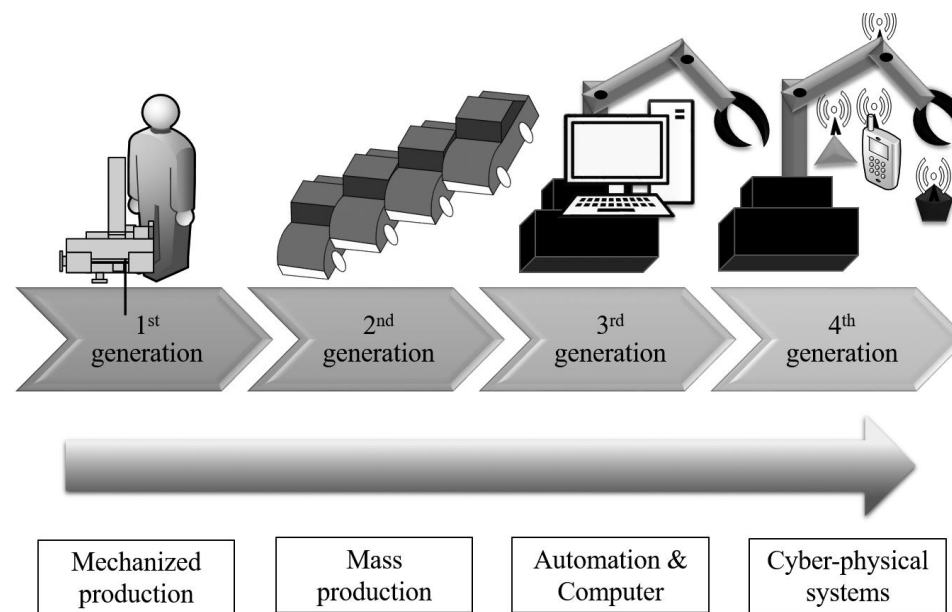 1st
generation
2nd
generation
3rd
generation
4th
generation
Mechanized
production
Mass
production
Automation &
Computer
Cyber-physical
systems